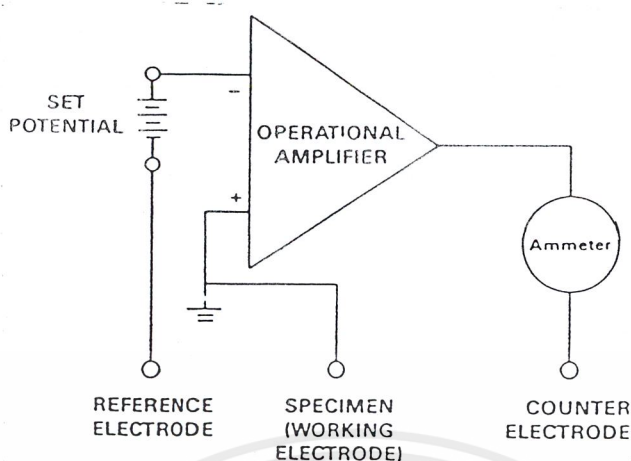 SET
POTENTIAL
−
OPERATIONAL
AMPLIFIER
+
Ammeter
REFERENCE
ELECTRODE
SPECIMEN
(WORKING
ELECTRODE)
COUNTER
ELECTRODE